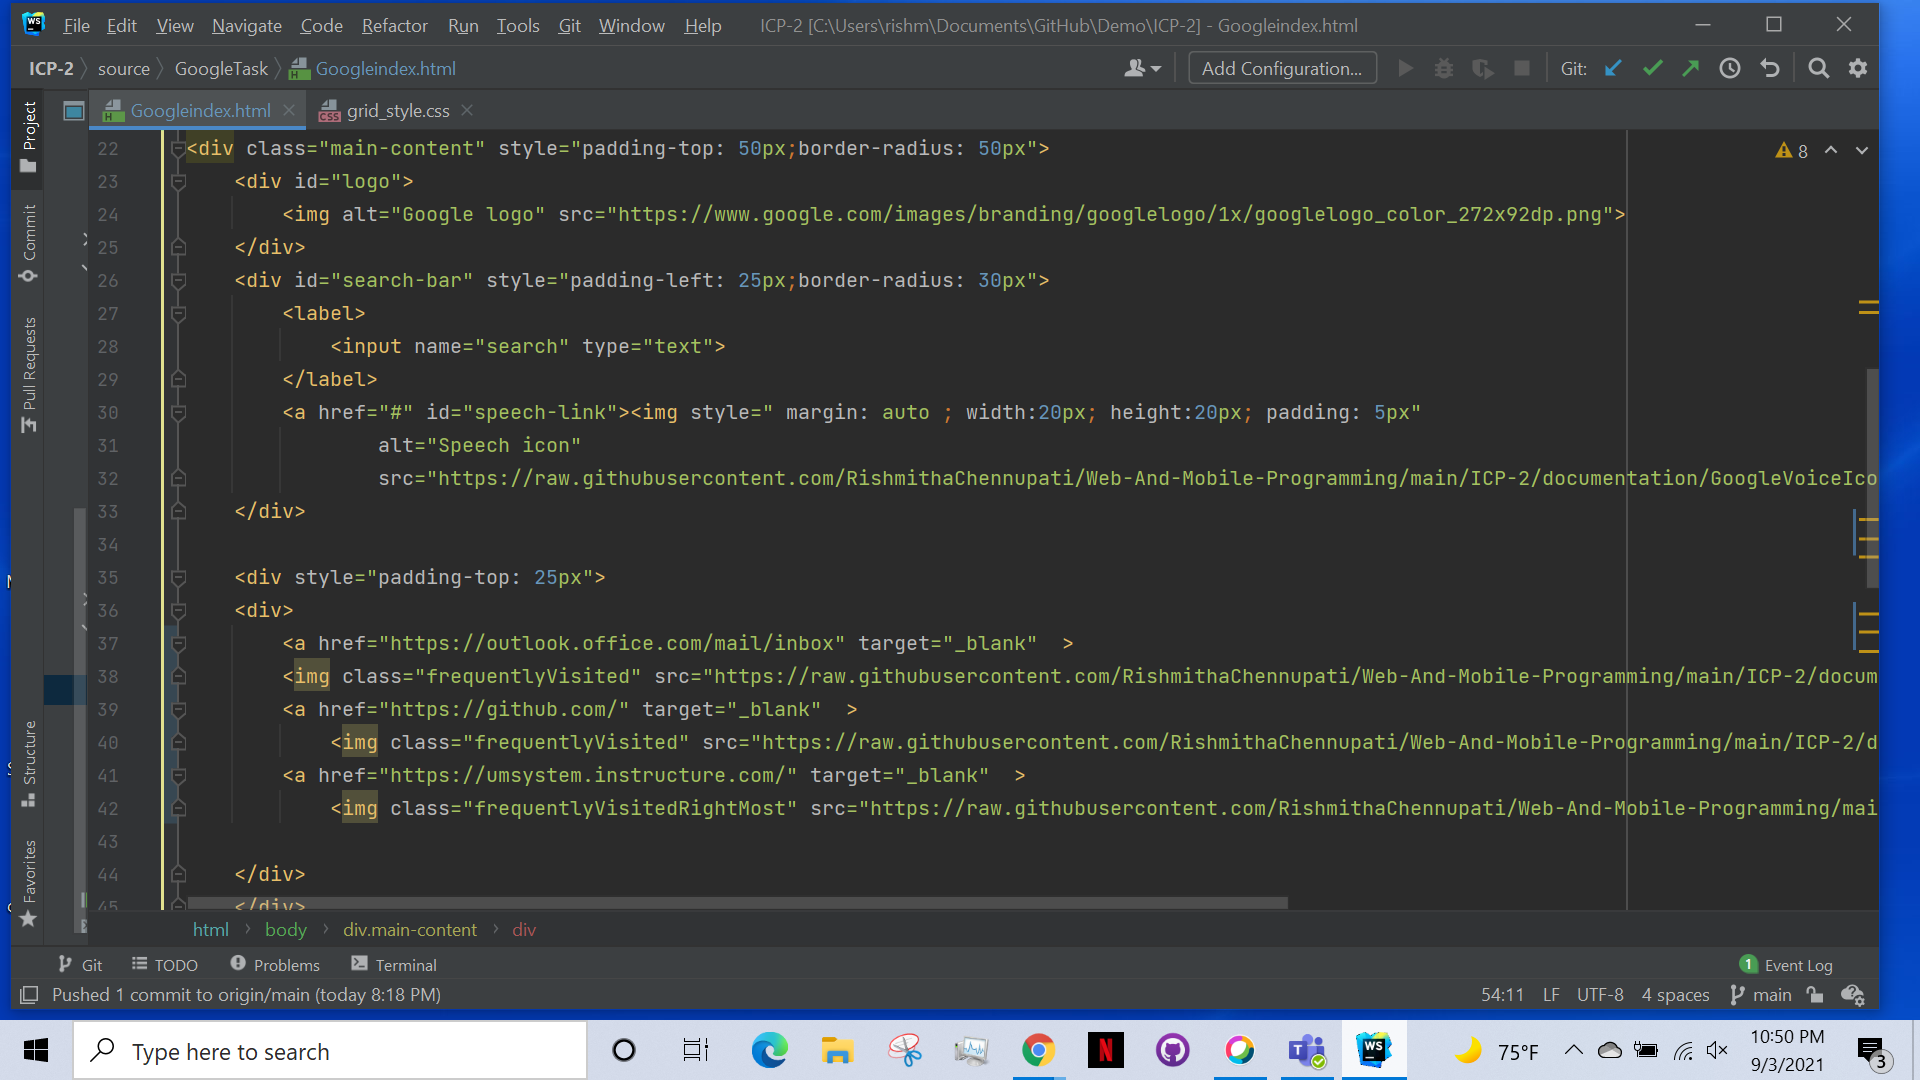 File Edit View Navigate Code Refactor Run Tools Git Window Help ICP-2 [C:\Users\rishm\Documents\GitHub\Demo\ICP-2] - Googleindex.html
ICP-2 source GoogleTask Googleindex.html Add Configuration... Git:
Project
Commit
Pull Requests
Structure
Favorites
Googleindex.html grid_style.css
8
22 <div class="main-content" style="padding-top: 50px;border-radius: 50px">
23 <div id="logo">
24 <img alt="Google logo" src="https://www.google.com/images/branding/googlelogo/1x/googlelogo_color_272x92dp.png">
25 </div>
26 <div id="search-bar" style="padding-left: 25px;border-radius: 30px">
27 <label>
28 <input name="search" type="text">
29 </label>
30 <a href="#" id="speech-link"><img style=" margin: auto ; width:20px; height:20px; padding: 5px"
31 alt="Speech icon"
32 src="https://raw.githubusercontent.com/RishmithaChennupati/Web-And-Mobile-Programming/main/ICP-2/documentation/GoogleVoiceIco
33 </div>
34
35 <div style="padding-top: 25px">
36 <div>
37 <a href="https://outlook.office.com/mail/inbox" target="_blank" >
38 <img class="frequentlyVisited" src="https://raw.githubusercontent.com/RishmithaChennupati/Web-And-Mobile-Programming/main/ICP-2/docum
39 <a href="https://github.com/" target="_blank" >
40 <img class="frequentlyVisited" src="https://raw.githubusercontent.com/RishmithaChennupati/Web-And-Mobile-Programming/main/ICP-2/d
41 <a href="https://umsystem.instructure.com/" target="_blank" >
42 <img class="frequentlyVisitedRightMost" src="https://raw.githubusercontent.com/RishmithaChennupati/Web-And-Mobile-Programming/mai
43
44 </div>
45 </div>
html body div.main-content div
Git TODO Problems Terminal 1 Event Log
Pushed 1 commit to origin/main (today 8:18 PM) 54:11 LF UTF-8 4 spaces main
Type here to search 75°F 10:50 PM
9/3/2021 3